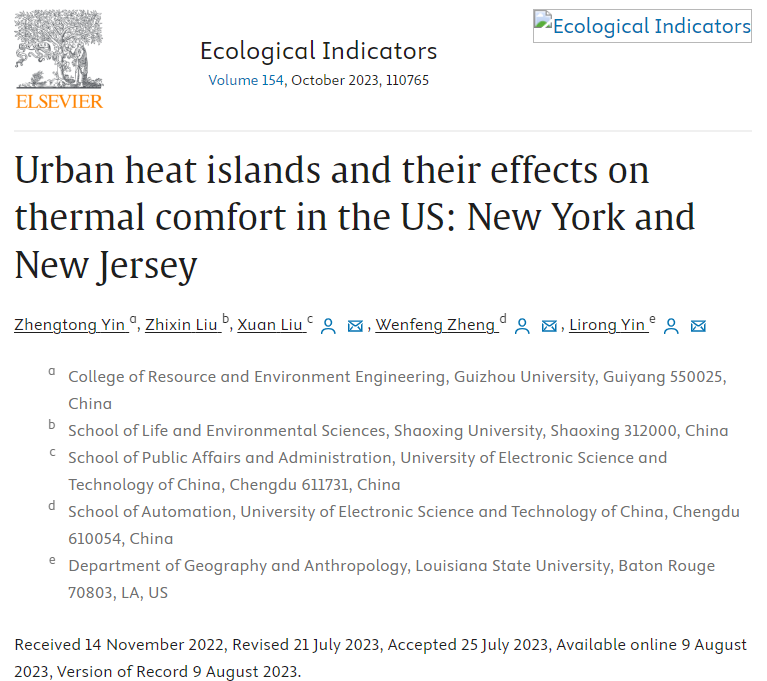 ELSEVIER
Ecological Indicators
Volume 154, October 2023, 110765
Ecological Indicators
Urban heat islands and their effects on
thermal comfort in the US: New York and
New Jersey
Zhengtong Yin a, Zhixin Liu b, Xuan Liu c, Wenfeng Zheng d, Lirong Yin e
a College of Resource and Environment Engineering, Guizhou University, Guiyang 550025,
China
b School of Life and Environmental Sciences, Shaoxing University, Shaoxing 312000, China
c School of Public Affairs and Administration, University of Electronic Science and
Technology of China, Chengdu 611731, China
d School of Automation, University of Electronic Science and Technology of China, Chengdu
610054, China
e Department of Geography and Anthropology, Louisiana State University, Baton Rouge
70803, LA, US
Received 14 November 2022, Revised 21 July 2023, Accepted 25 July 2023, Available online 9 August
2023, Version of Record 9 August 2023.